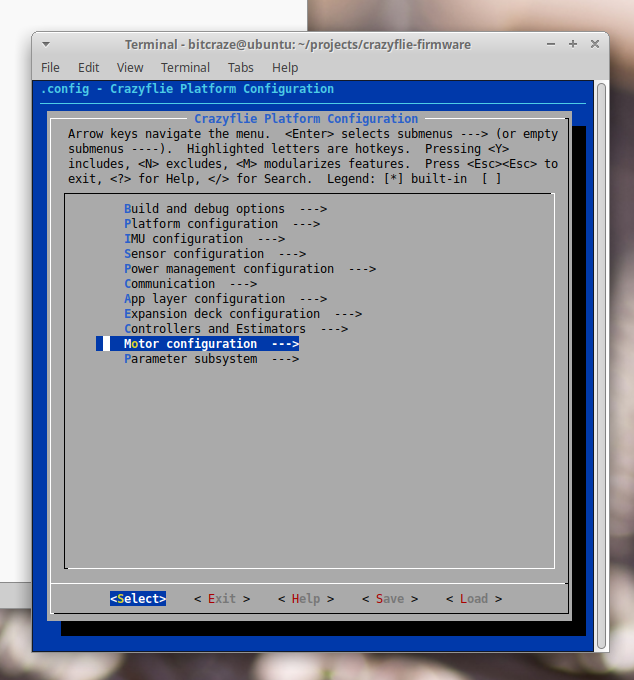 Terminal - bitcraze@ubuntu: ~/projects/crazyflie-firmware
File Edit View Terminal Tabs Help
.config - Crazyflie Platform Configuration
Crazyflie Platform Configuration
Arrow keys navigate the menu.  <Enter> selects submenus ---> (or empty
submenus ----).  Highlighted letters are hotkeys.  Pressing <Y>
includes, <N> excludes, <M> modularizes features.  Press <Esc><Esc> to
exit, <?> for Help, </> for Search.  Legend: [*] built-in  [ ]
Build and debug options  --->
Platform configuration  --->
IMU configuration  --->
Sensor configuration  --->
Power management configuration  --->
Communication  --->
App layer configuration  --->
Expansion deck configuration  --->
Controllers and Estimators  --->
Motor configuration  --->
Parameter subsystem  --->
<Select> < Exit > < Help > < Save > < Load >